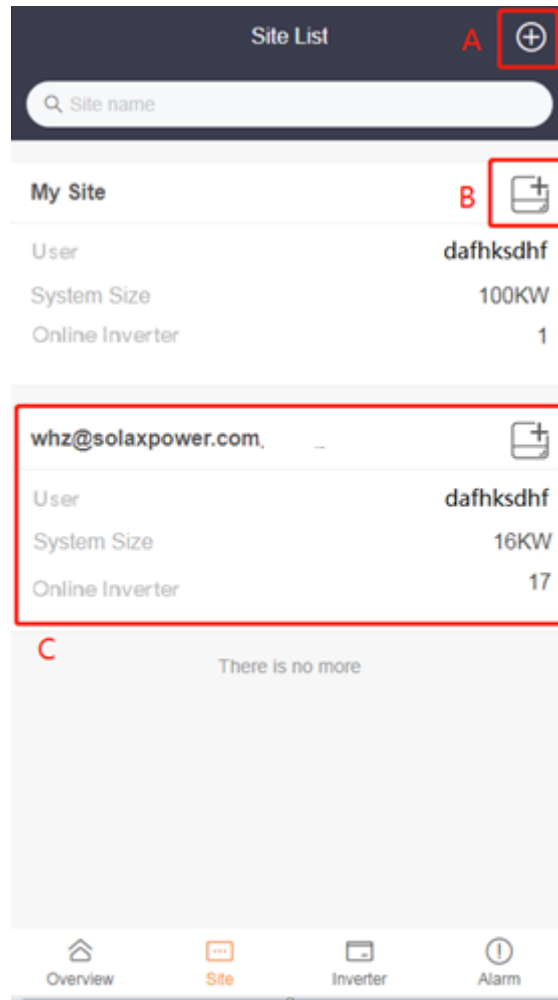 Site List A
Site name
My Site B
User dafhksdhf
System Size 100KW
Online Inverter 1
whz@solaxpower.com.
User dafhksdhf
System Size 16KW
Online Inverter 17
C
There is no more
Overview Site Inverter Alarm